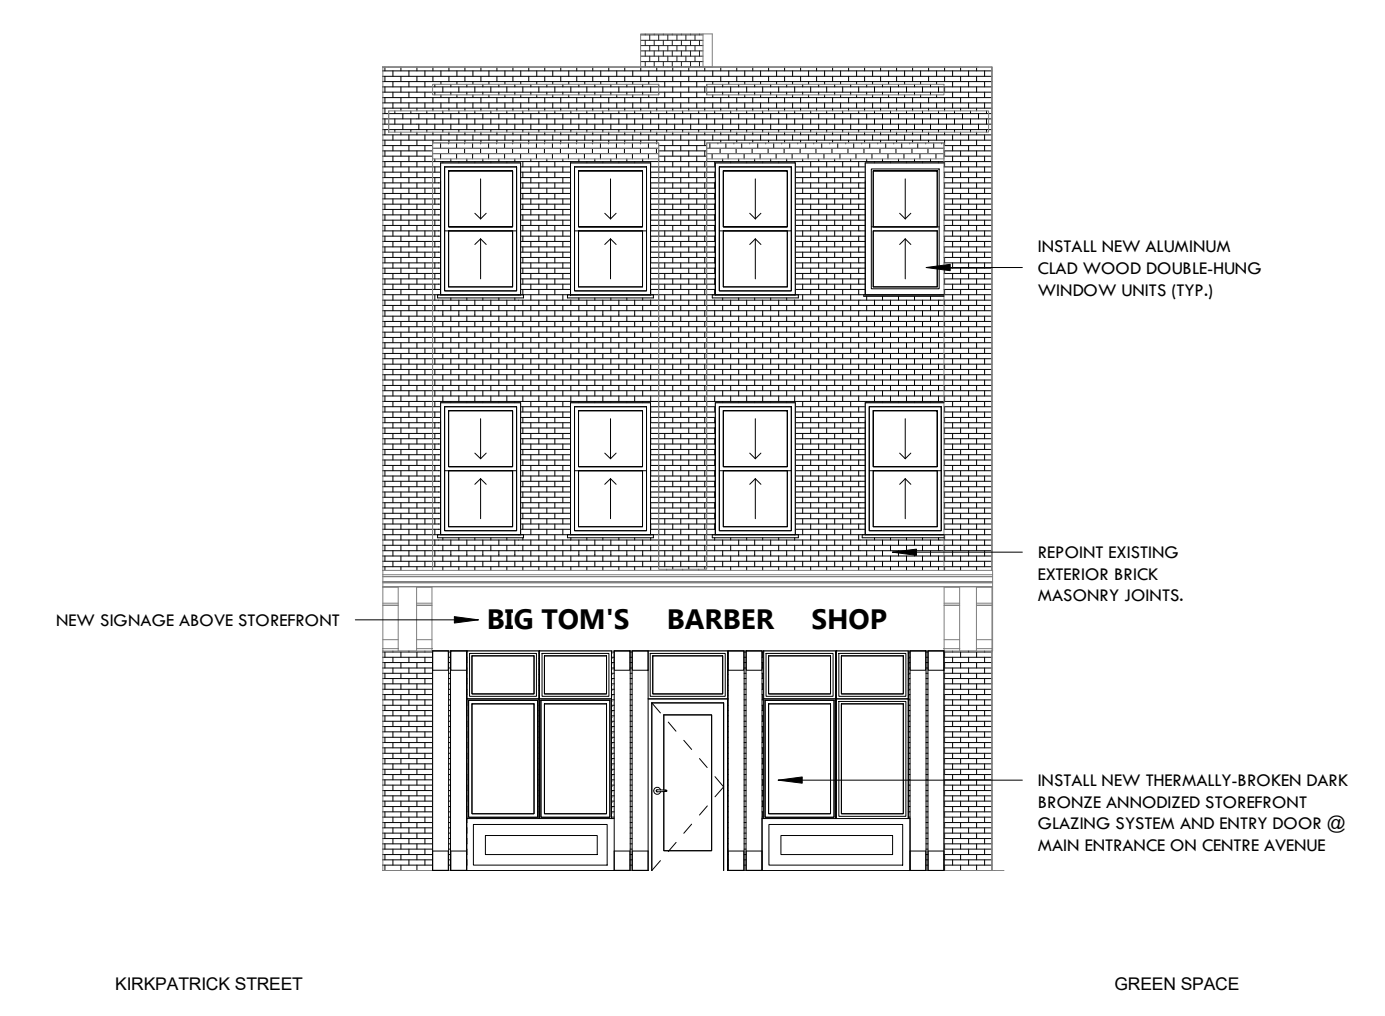 INSTALL NEW ALUMINUM
CLAD WOOD DOUBLE-HUNG
WINDOW UNITS (TYP.)
REPOINT EXISTING
EXTERIOR BRICK
MASONRY JOINTS.
NEW SIGNAGE ABOVE STOREFRONT
BIG TOM'S BARBER SHOP
INSTALL NEW THERMALLY-BROKEN DARK
BRONZE ANNODIZED STOREFRONT
GLAZING SYSTEM AND ENTRY DOOR @
MAIN ENTRANCE ON CENTRE AVENUE
KIRKPATRICK STREET
GREEN SPACE